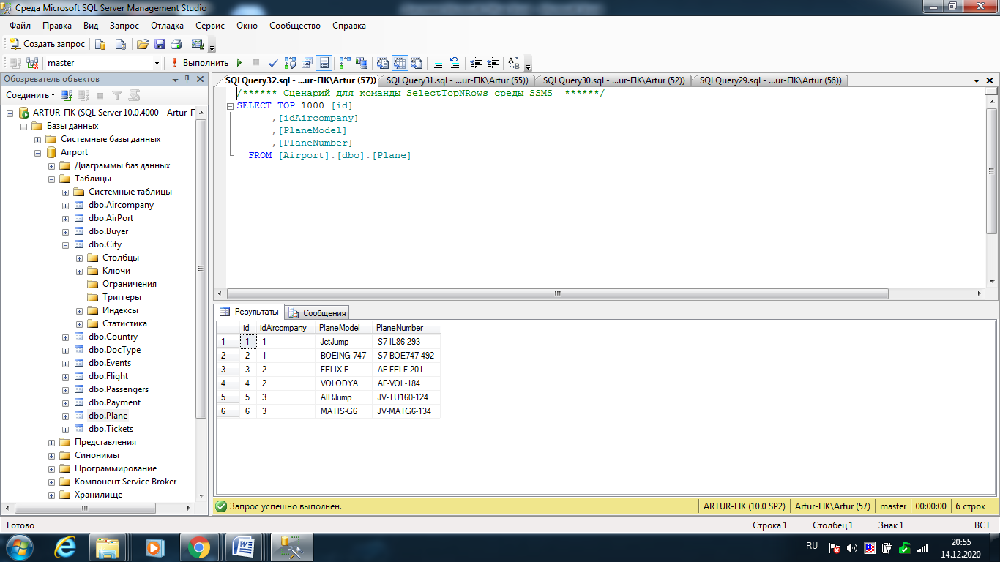 Среда Microsoft SQL Server Management Studio
Файл Правка Вид Запрос Отладка Сервис Окно Сообщество Справка
Создать запрос
master Выполнить
Обозреватель объектов
Соединить
ARTUR-ПК (SQL Server 10.0.4000 - Artur-Г
Базы данных
Системные базы данных
Airport
Диаграммы баз данных
Таблицы
Системные таблицы
dbo.Aircompany
dbo.AirPort
dbo.Buyer
dbo.City
Столбцы
Ключи
Ограничения
Триггеры
Индексы
Статистика
dbo.Country
dbo.DocType
dbo.Events
dbo.Flight
dbo.Passengers
dbo.Payment
dbo.Plane
dbo.Tickets
Представления
Синонимы
Программирование
Компонент Service Broker
Хранилище
SQLQuery32.sql - ...ur-ПК\Artur (57)) SQLQuery31.sql - ...ur-ПК\Artur (55)) SQLQuery30.sql - ...ur-ПК\Artur (52)) SQLQuery29.sql - ...ur-ПК\Artur (56))
/****** Сценарий для команды SelectTopNRows среды SSMS ******/
SELECT TOP 1000 [id]
,[idAircompany]
,[PlaneModel]
,[PlaneNumber]
FROM [Airport].[dbo].[Plane]
Результаты Сообщения
id idAircompany PlaneModel PlaneNumber
1 1 1 JetJump S7-IL86-293
2 2 1 BOEING-747 S7-BOE747-492
3 3 2 FELIX-F AF-FELF-201
4 4 2 VOLODYA AF-VOL-184
5 5 3 AIRJump JV-TU160-124
6 6 3 MATIS-G6 JV-MATG6-134
Запрос успешно выполнен. ARTUR-ПК (10.0 SP2) Artur-ПК\Artur (57) master 00:00:00 6 строк
Готово Строка 1 Столбец 1 Знак 1 ВСТ
RU 20:55
14.12.2020